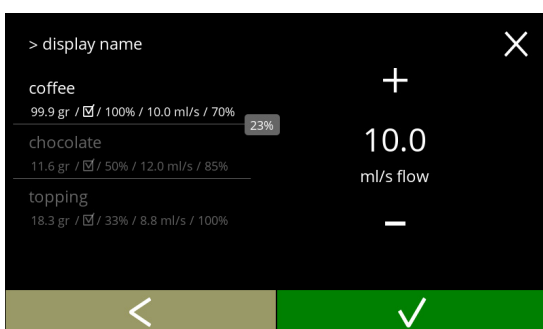 > display name
coffee
99.9 gr / ☑ / 100% / 10.0 ml/s / 70%
23%
chocolate
11.6 gr / ☑ / 50% / 12.0 ml/s / 85%
topping
18.3 gr / ☑ / 33% / 8.8 ml/s / 100%
+
10.0
ml/s flow
−